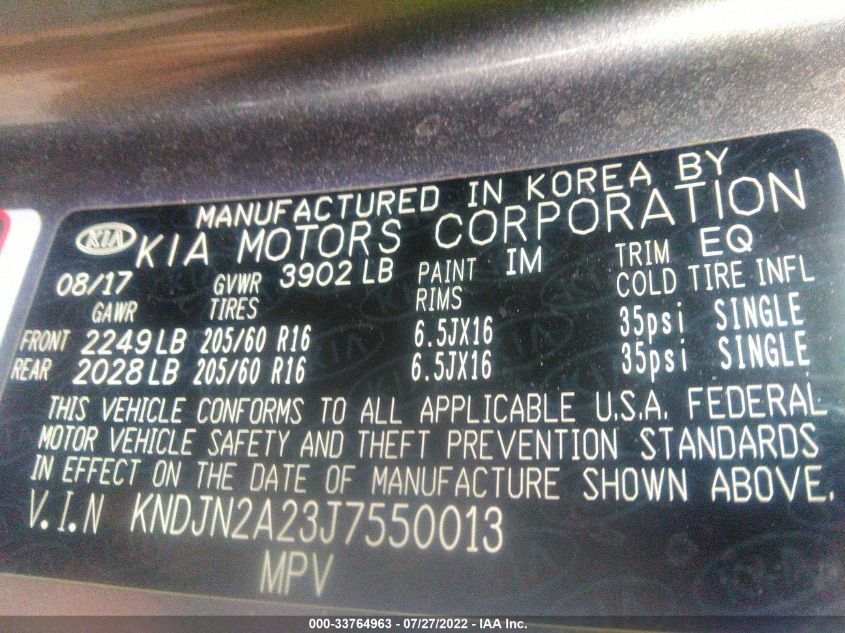 MANUFACTURED IN KOREA BY
KIA KIA MOTORS CORPORATION
08/17 GVWR 3902 LB PAINT IM TRIM EQ
GAWR TIRES RIMS COLD TIRE INFL
FRONT 2249 LB 205/60 R16 6.5JX16 35psi SINGLE
REAR 2028 LB 205/60 R16 6.5JX16 35psi SINGLE
THIS VEHICLE CONFORMS TO ALL APPLICABLE U.S.A. FEDERAL
MOTOR VEHICLE SAFETY AND THEFT PREVENTION STANDARDS
IN EFFECT ON THE DATE OF MANUFACTURE SHOWN ABOVE.
V.I.N KNDJN2A23J7550013
MPV
000-33764963 - 07/27/2022 - IAA Inc.